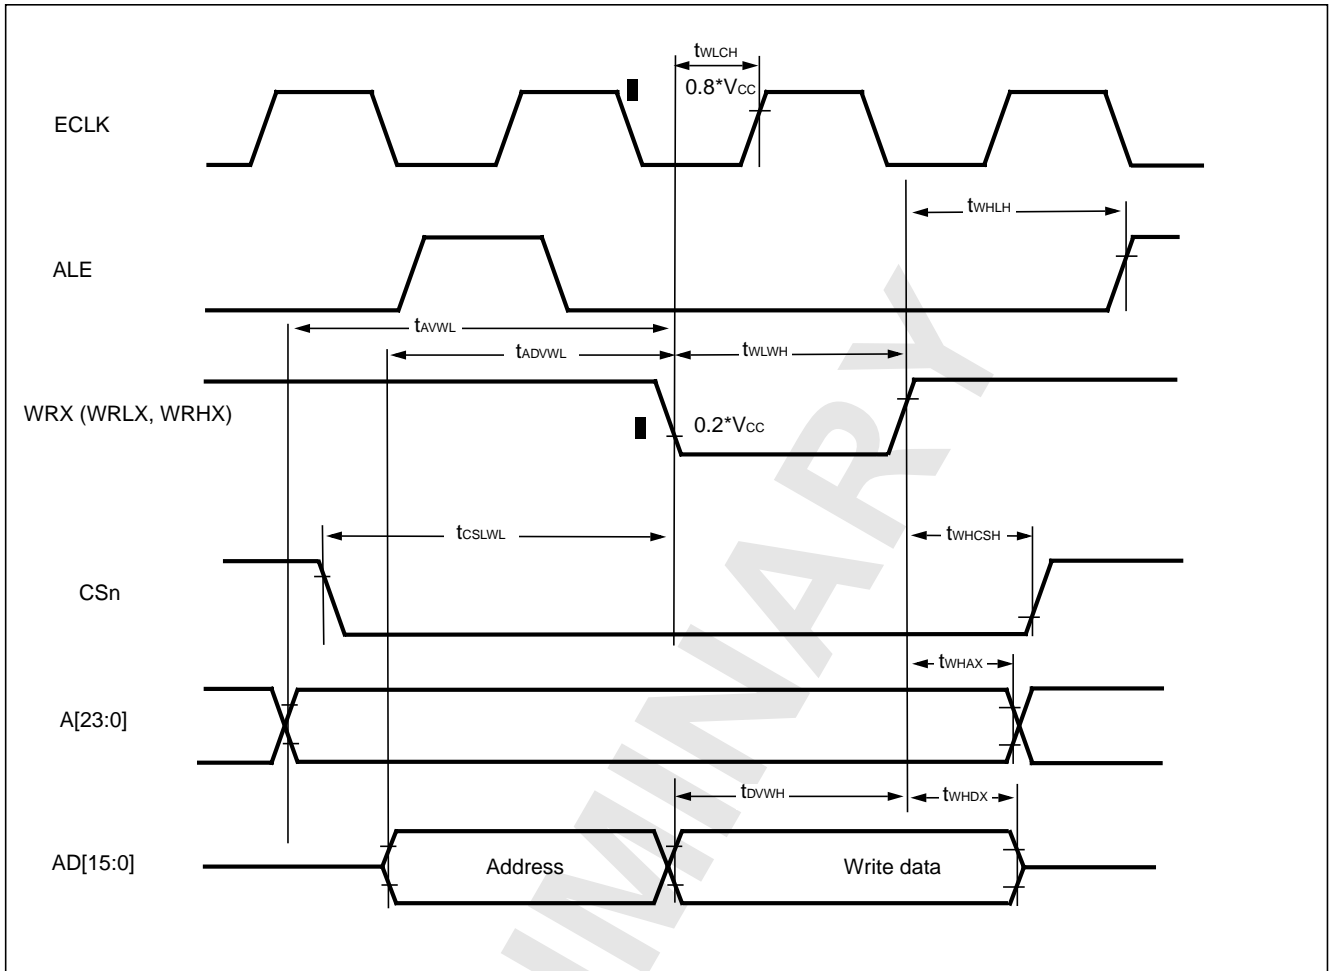 tWLCH
0.8*VCC
ECLK
tWHLH
ALE
tAVWL
tADVWL
tWLWH
WRX (WRLX, WRHX)
0.2*VCC
tCSLWL
tWHCSH
CSn
tWHAX
A[23:0]
tDVWH
tWHDX
AD[15:0]
Address
Write data
MINARY